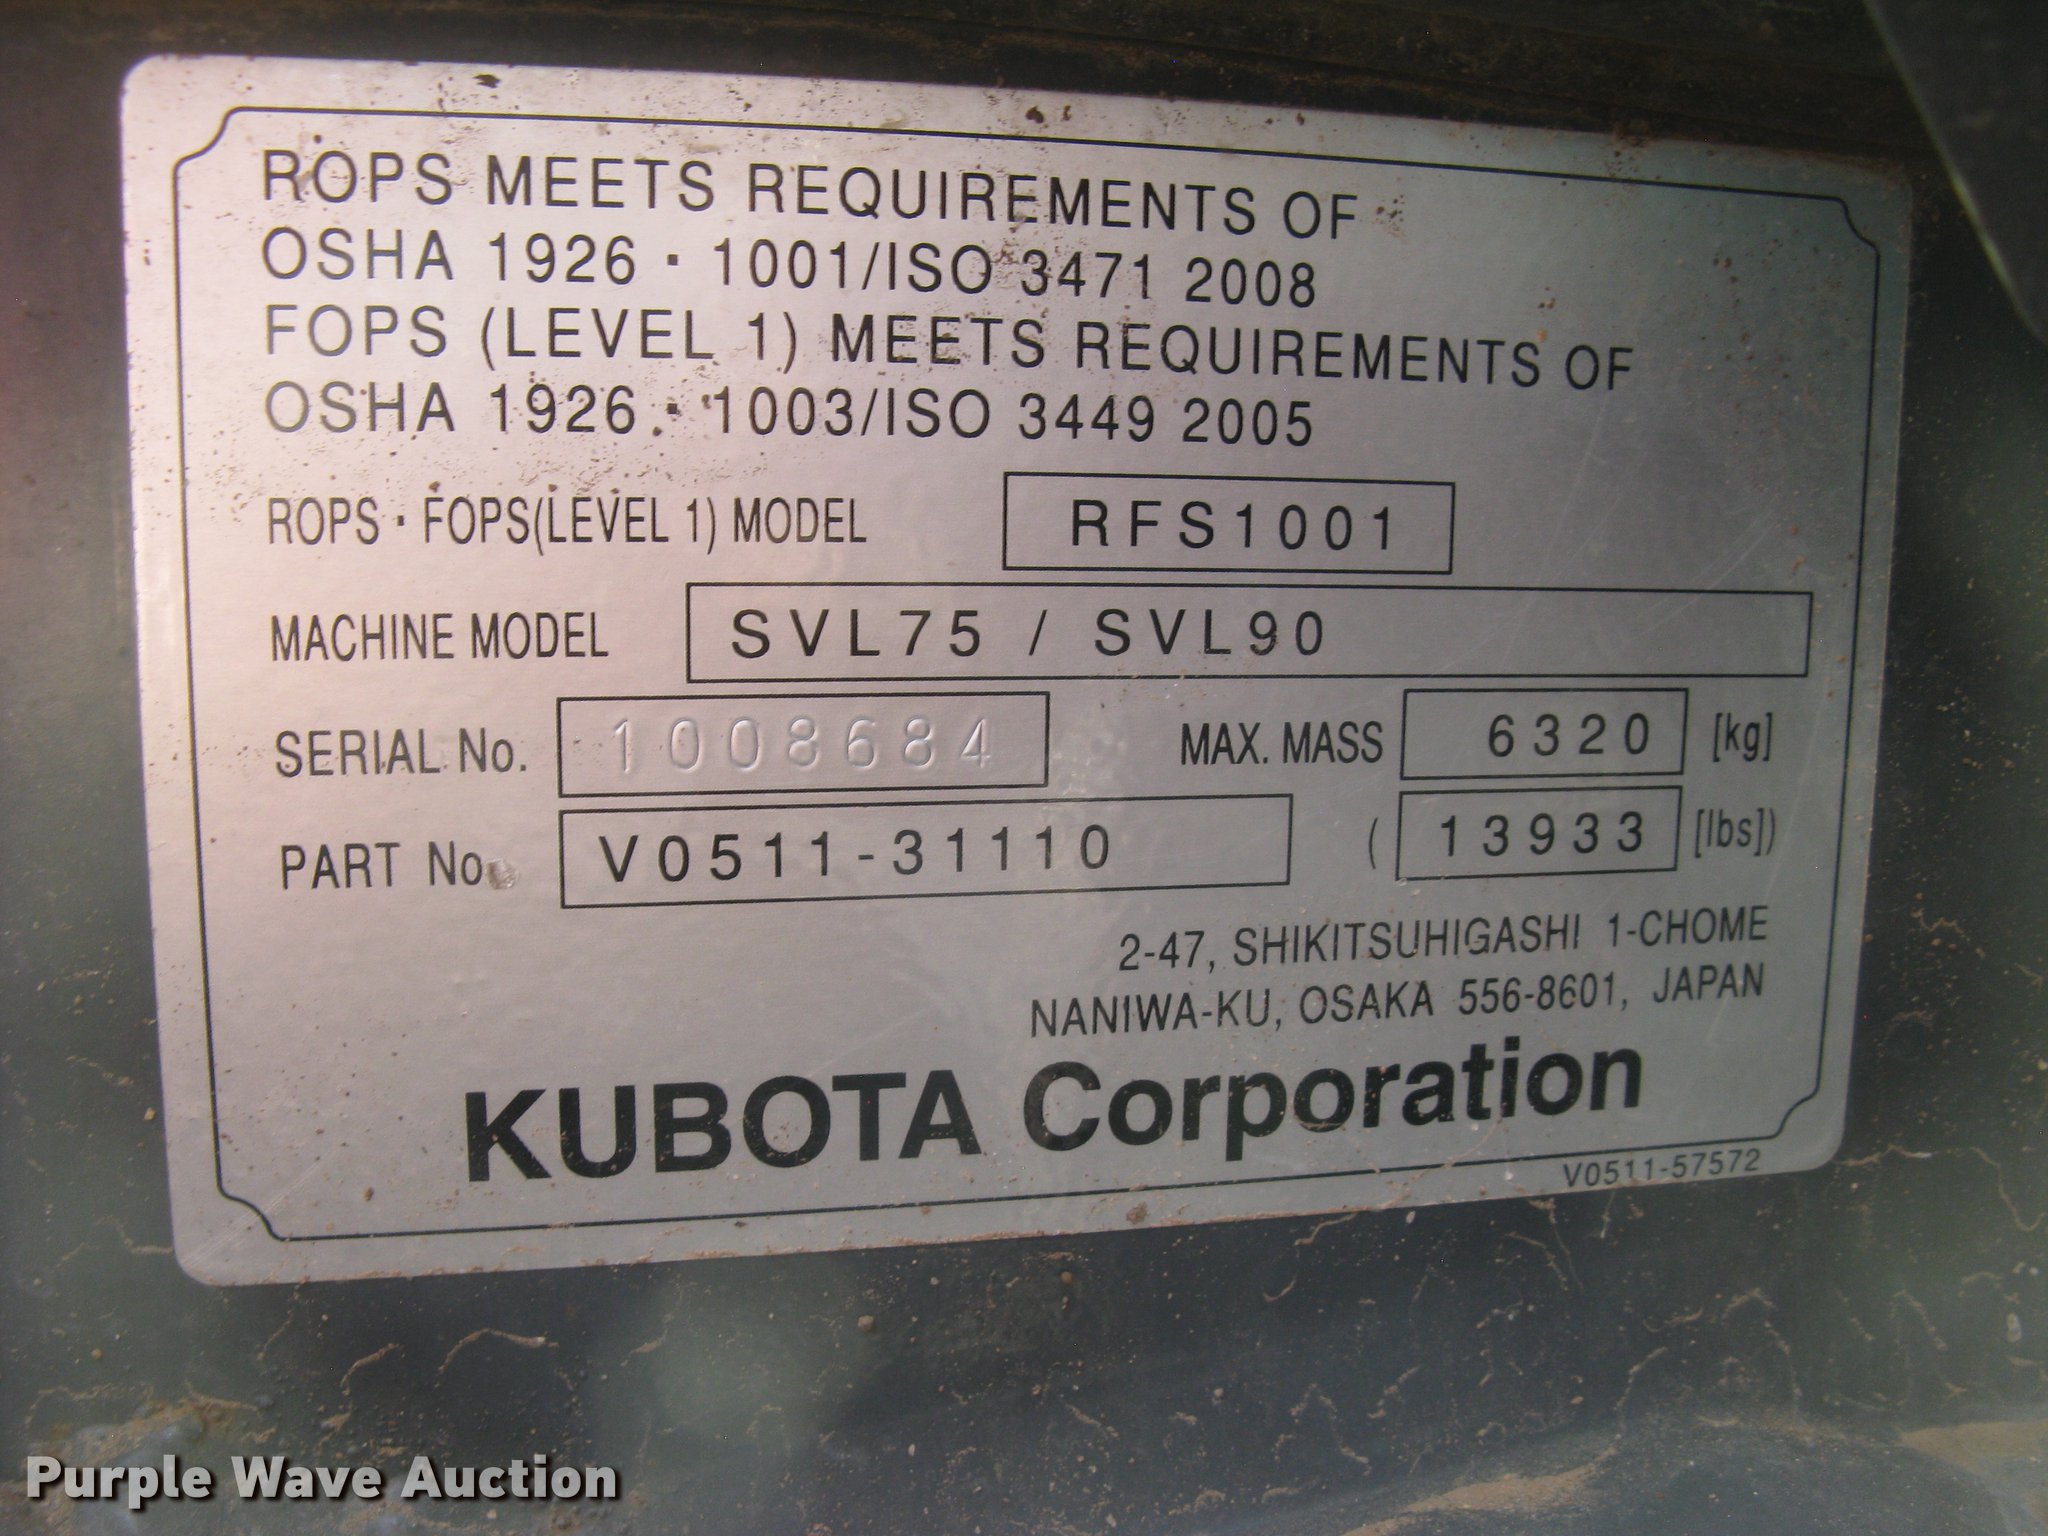 ROPS MEETS REQUIREMENTS OF
OSHA 1926 · 1001/ISO 3471 2008
FOPS (LEVEL 1) MEETS REQUIREMENTS OF
OSHA 1926 · 1003/ISO 3449 2005
ROPS · FOPS(LEVEL 1) MODEL RFS1001
MACHINE MODEL SVL75 / SVL90
SERIAL No. 1008684 MAX. MASS 6320 [kg]
PART No. V0511-31110 ( 13933 [lbs])
2-47, SHIKITSUHIGASHI 1-CHOME
NANIWA-KU, OSAKA 556-8601, JAPAN
KUBOTA Corporation
V0511-57572
Purple Wave Auction